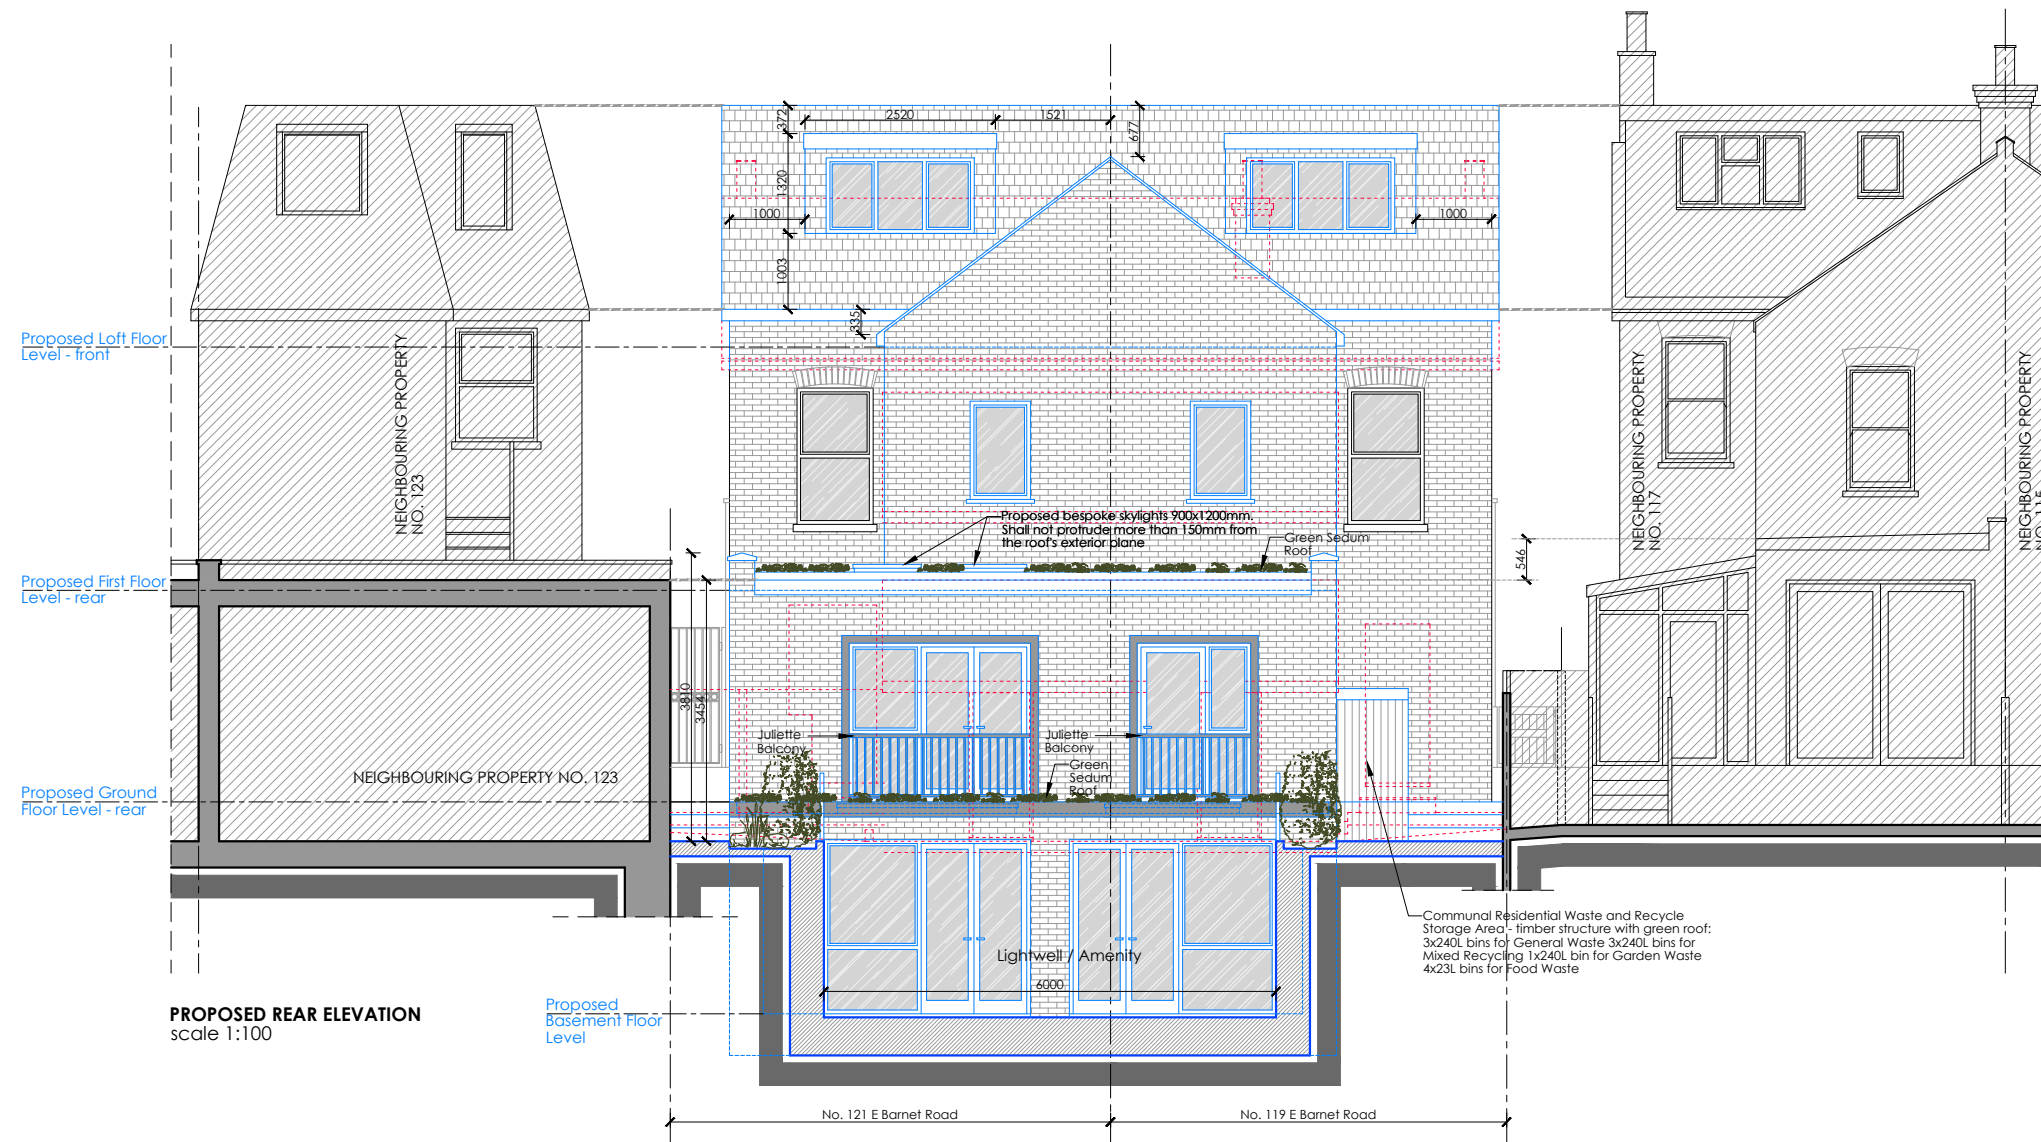 372
2520
1521
677
1320
1000
1000
1003
335
Proposed Loft Floor
Level - front
NEIGHBOURING PROPERTY
NO. 123
NEIGHBOURING PROPERTY
NO. 117
NEIGHBOURING PROPERTY
NO. 115
Proposed bespoke skylights 900x1200mm.
Shall not protrude more than 150mm from
the roof's exterior plane
Green Sedum
Roof
546
Proposed First Floor
Level - rear
3810
3454
Juliette
Balcony
Juliette
Balcony
Green
Sedum
Roof
NEIGHBOURING PROPERTY NO. 123
Proposed Ground
Floor Level - rear
Communal Residential Waste and Recycle
Storage Area - timber structure with green roof:
3x240L bins for General Waste 3x240L bins for
Mixed Recycling 1x240L bin for Garden Waste
4x23L bins for Food Waste
Lightwell / Amenity
6000
Proposed
Basement Floor
Level
PROPOSED REAR ELEVATION
scale 1:100
No. 121 E Barnet Road
No. 119 E Barnet Road